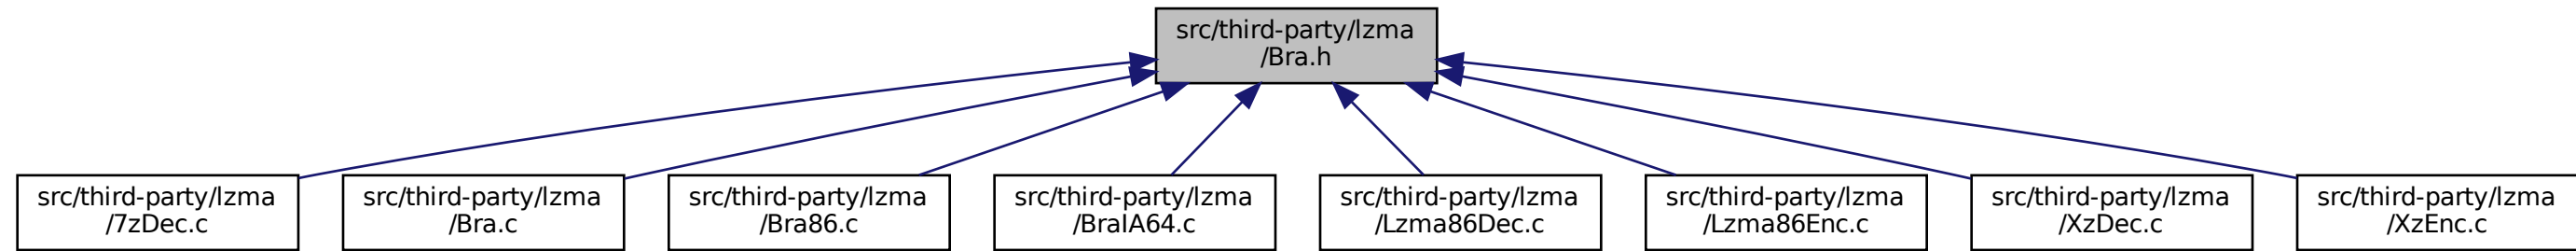 src/third-party/lzma
/Bra.h
src/third-party/lzma
/7zDec.c
src/third-party/lzma
/Bra.c
src/third-party/lzma
/Bra86.c
src/third-party/lzma
/BraIA64.c
src/third-party/lzma
/Lzma86Dec.c
src/third-party/lzma
/Lzma86Enc.c
src/third-party/lzma
/XzDec.c
src/third-party/lzma
/XzEnc.c